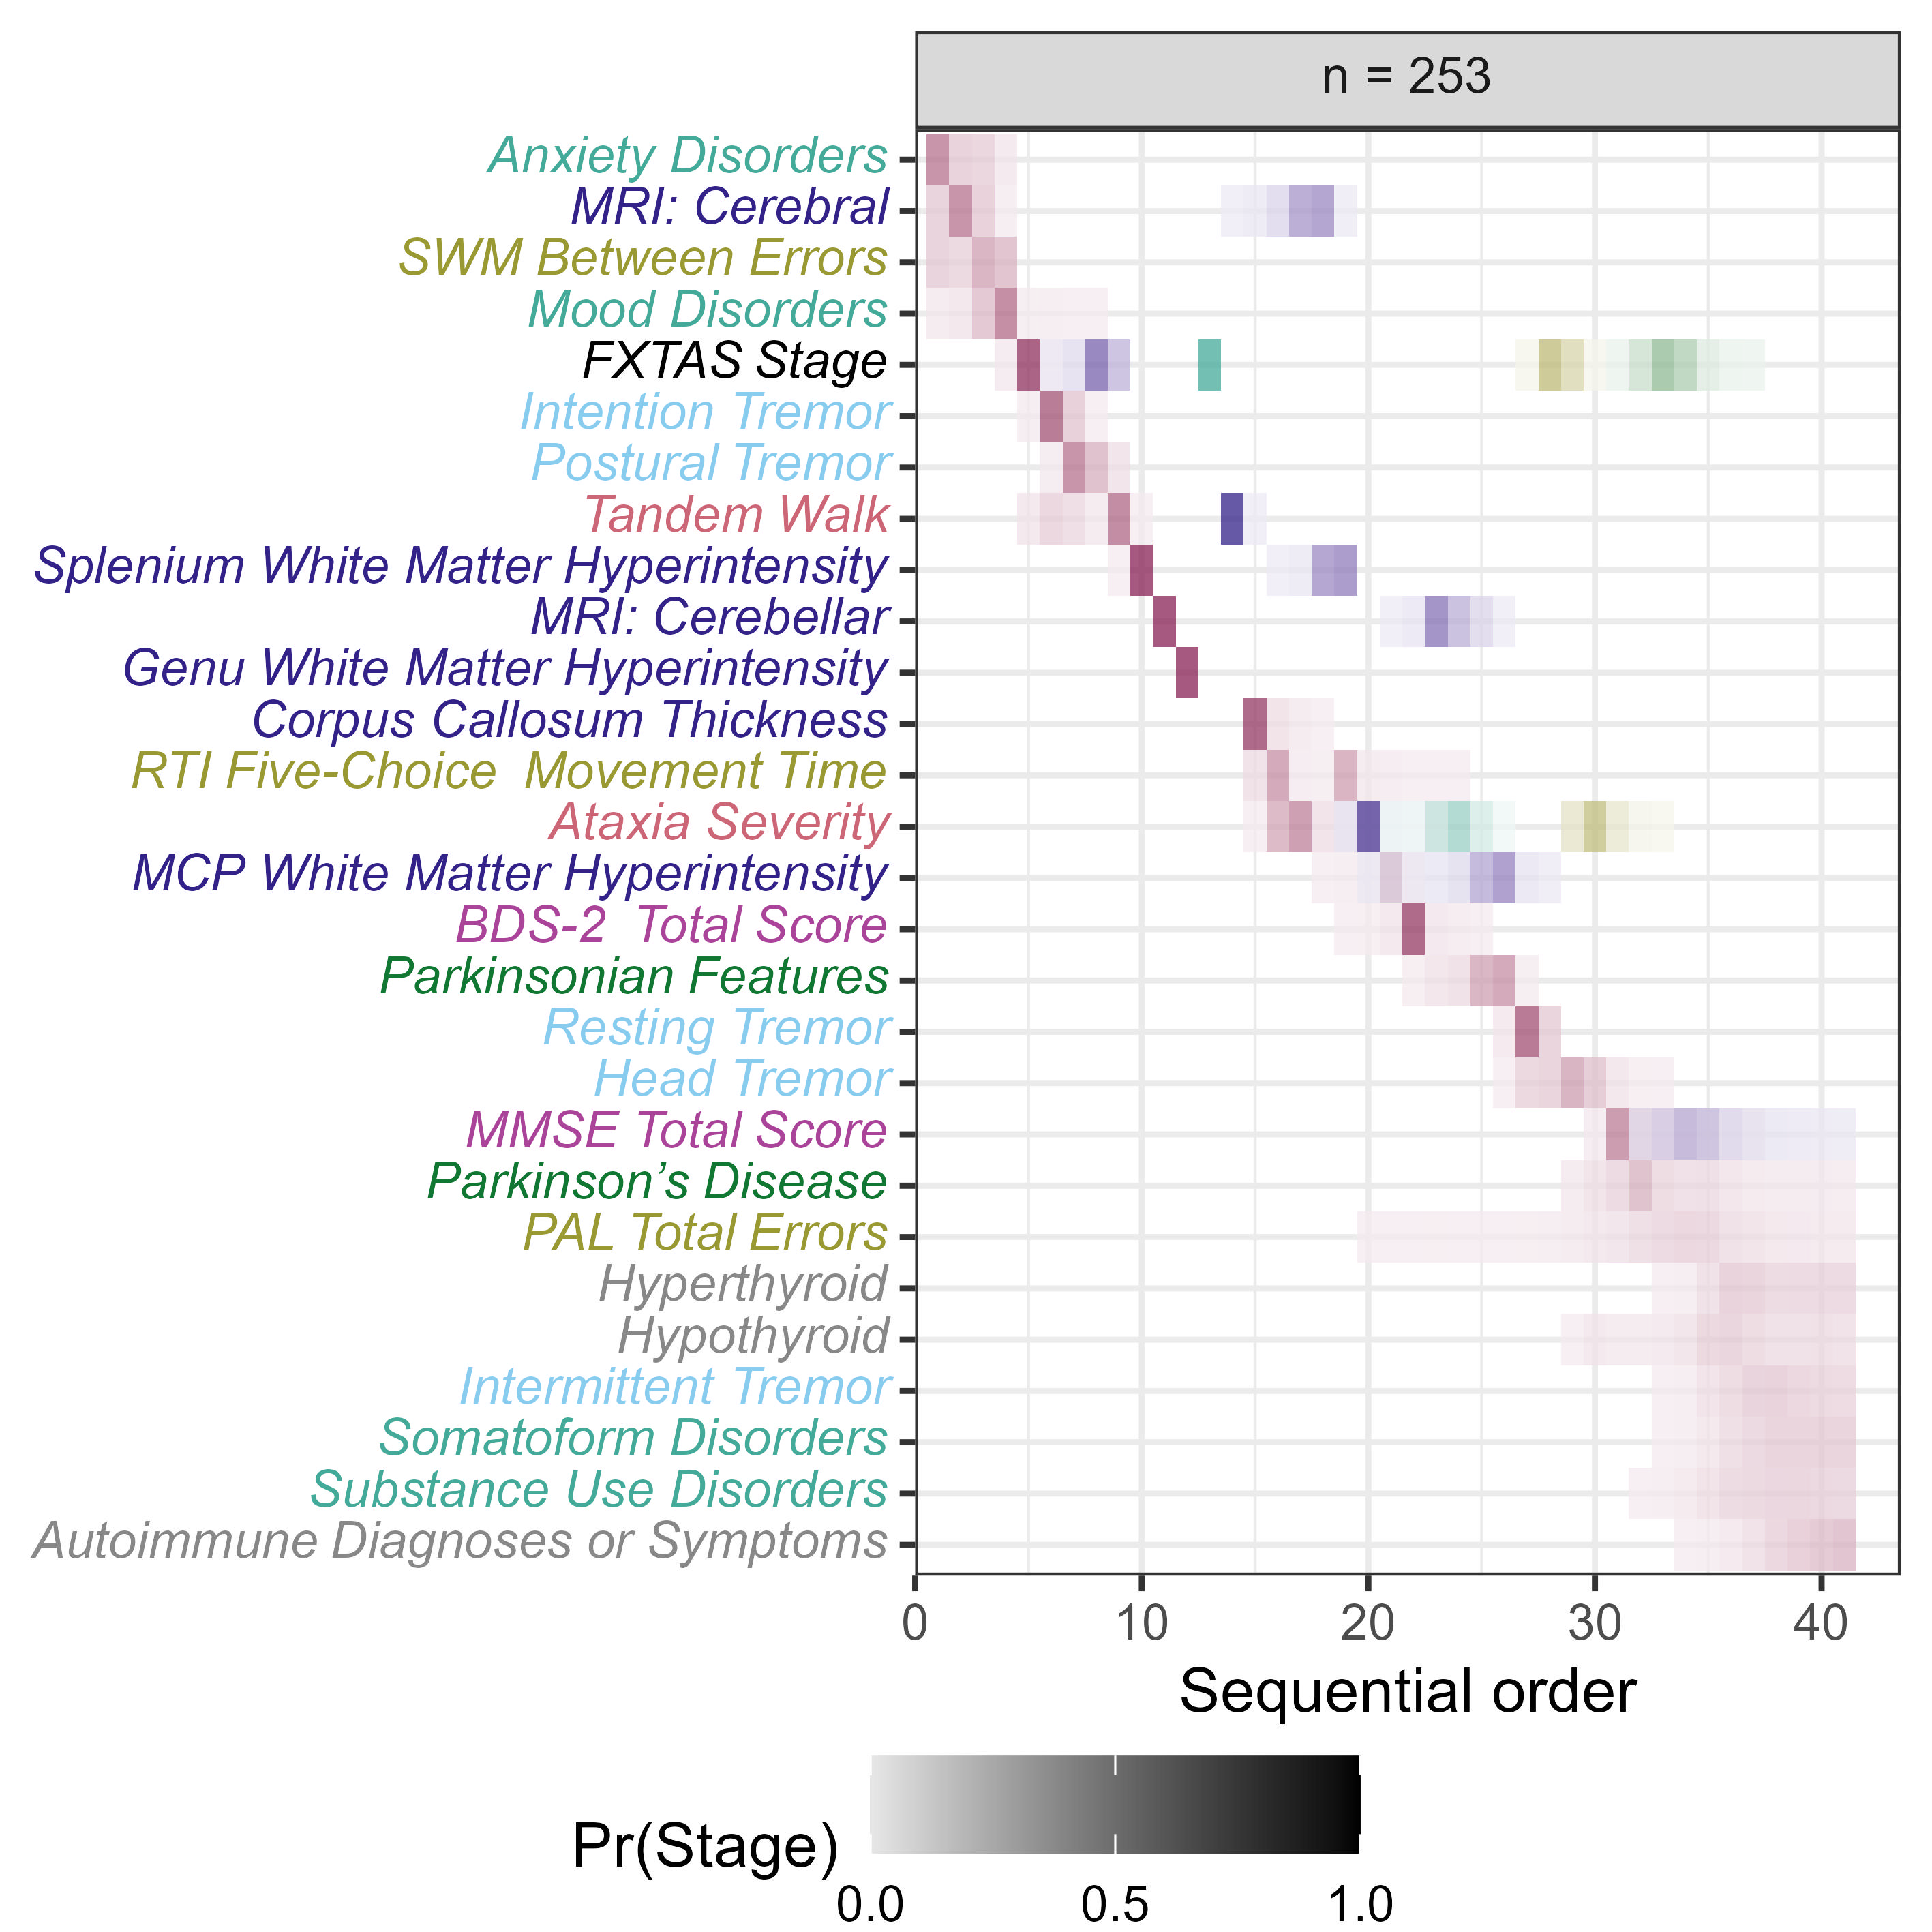 n = 253
Anxiety Disorders
MRI: Cerebral
SWM Between Errors
Mood Disorders
FXTAS Stage
Intention Tremor
Postural Tremor
Tandem Walk
Splenium White Matter Hyperintensity
MRI: Cerebellar
Genu White Matter Hyperintensity
Corpus Callosum Thickness
RTI Five-Choice  Movement Time
Ataxia Severity
MCP White Matter Hyperintensity
BDS-2  Total Score
Parkinsonian Features
Resting Tremor
Head Tremor
MMSE Total Score
Parkinson’s Disease
PAL Total Errors
Hyperthyroid
Hypothyroid
Intermittent Tremor
Somatoform Disorders
Substance Use Disorders
Autoimmune Diagnoses or Symptoms
0 10 20 30 40
Sequential order
Pr(Stage)
0.0 0.5 1.0